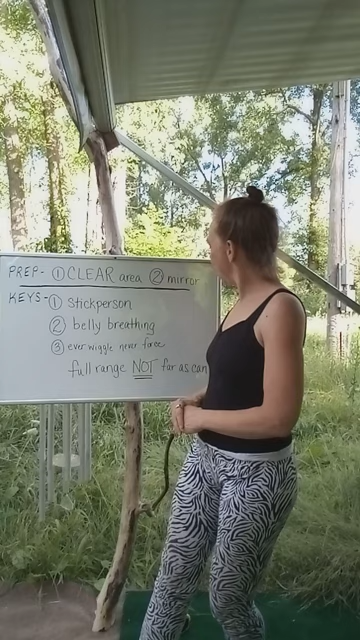 PREP - ① CLEAR area ② mirror
KEYS - ① Stickperson
② belly breathing
③ ever wiggle never force
full range NOT far as can